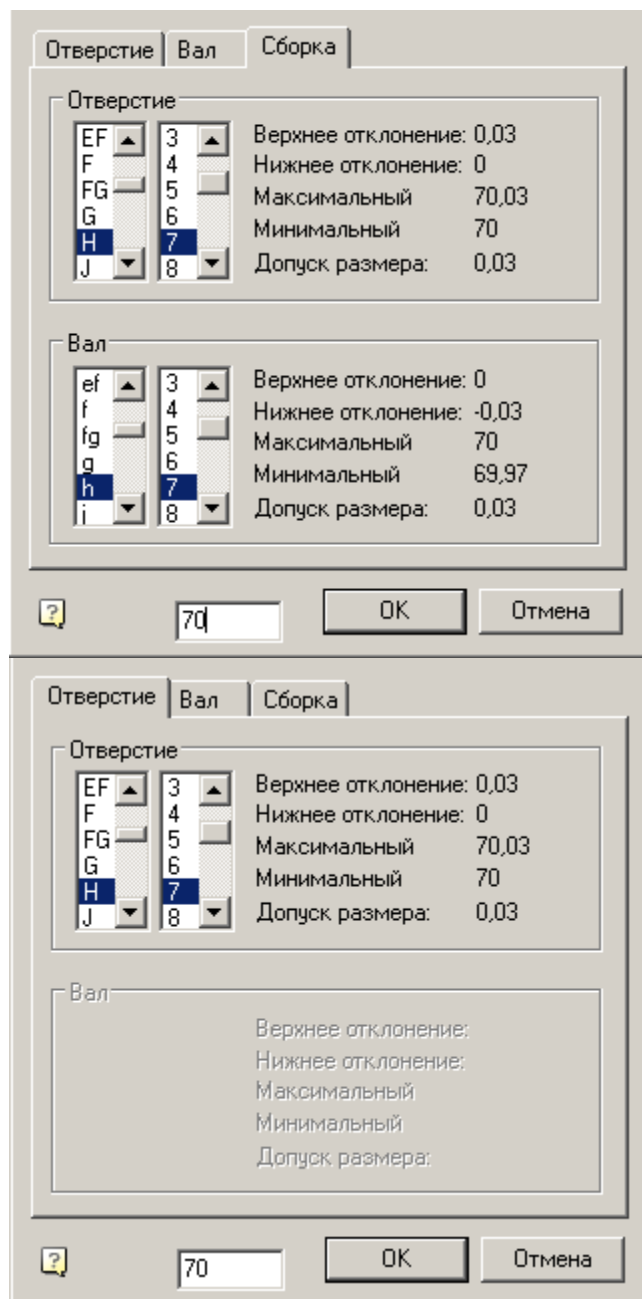 Отверстие Вал Сборка
Отверстие
EF 3 Верхнее отклонение: 0,03
F 4 Нижнее отклонение: 0
FG 5 Максимальный 70,03
G 6 Минимальный 70
H 7 Допуск размера: 0,03
J 8
Вал
ef 3 Верхнее отклонение: 0
f 4 Нижнее отклонение: -0,03
fg 5 Максимальный 70
g 6 Минимальный 69,97
h 7 Допуск размера: 0,03
j 8
? 70 OK Отмена
Отверстие Вал Сборка
Отверстие
EF 3 Верхнее отклонение: 0,03
F 4 Нижнее отклонение: 0
FG 5 Максимальный 70,03
G 6 Минимальный 70
H 7 Допуск размера: 0,03
J 8
Вал
Верхнее отклонение:
Нижнее отклонение:
Максимальный
Минимальный
Допуск размера:
? 70 OK Отмена